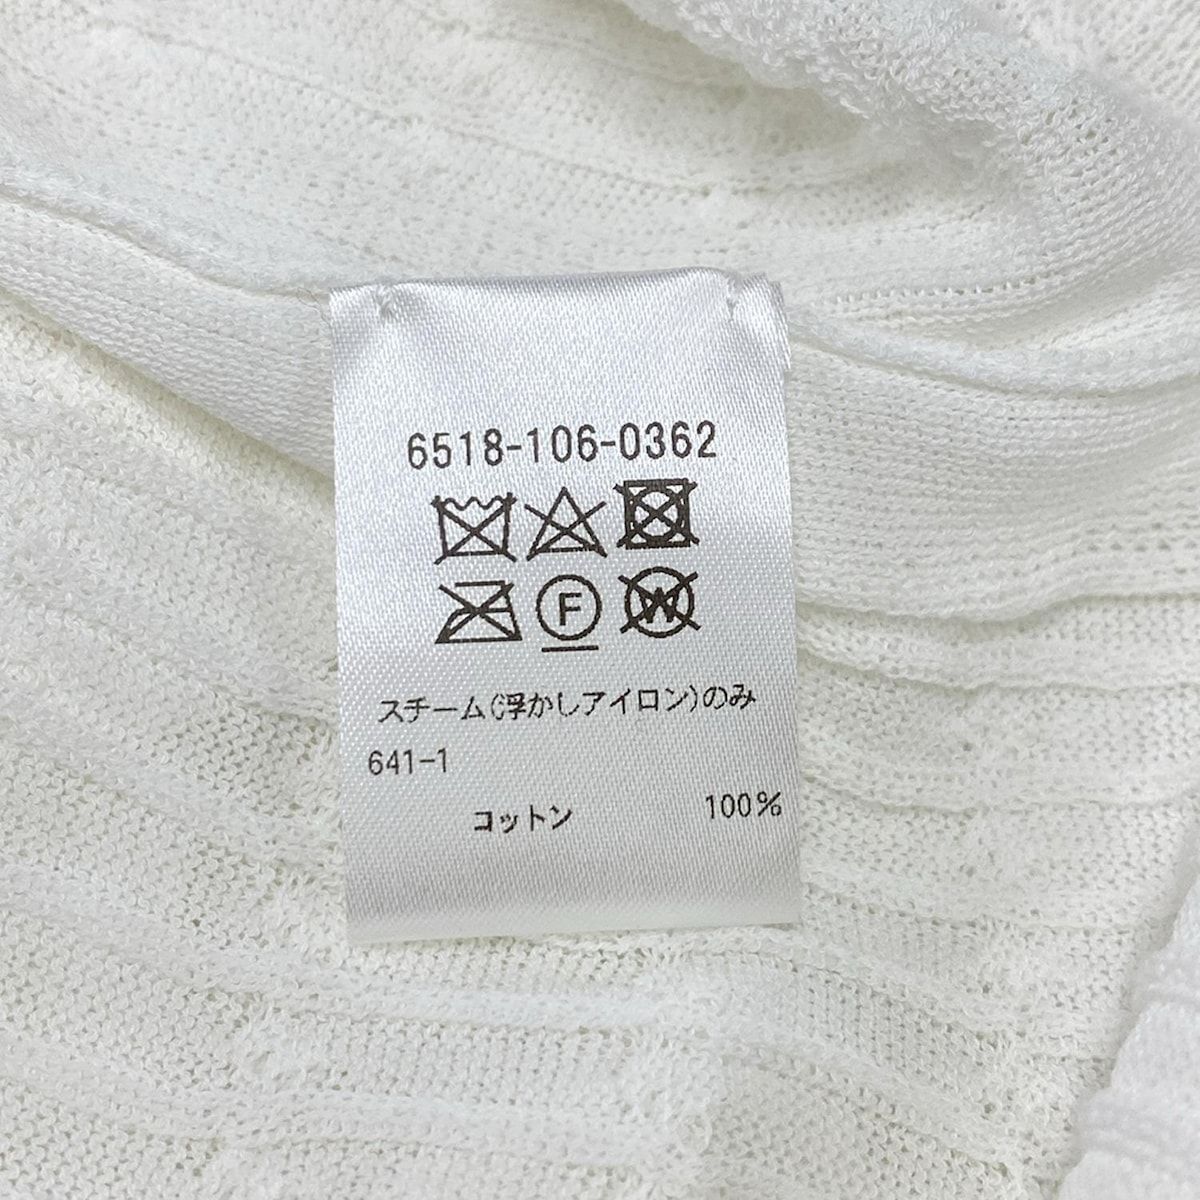 6518-106-0362
F W
スチーム(浮かしアイロン)のみ
641-1
コットン 100%